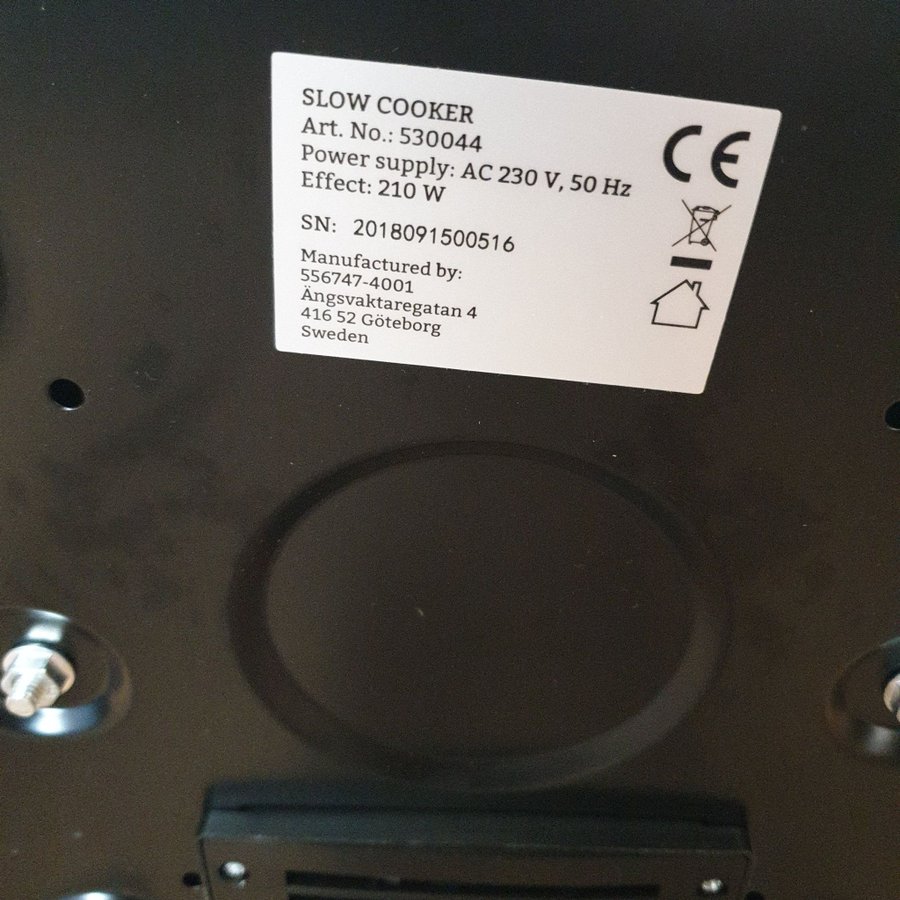 SLOW COOKER
Art. No.: 530044
Power supply: AC 230 V, 50 Hz
Effect: 210 W
SN: 2018091500516
Manufactured by:
556747-4001
Ängsvaktaregatan 4
416 52 Göteborg
Sweden
CE